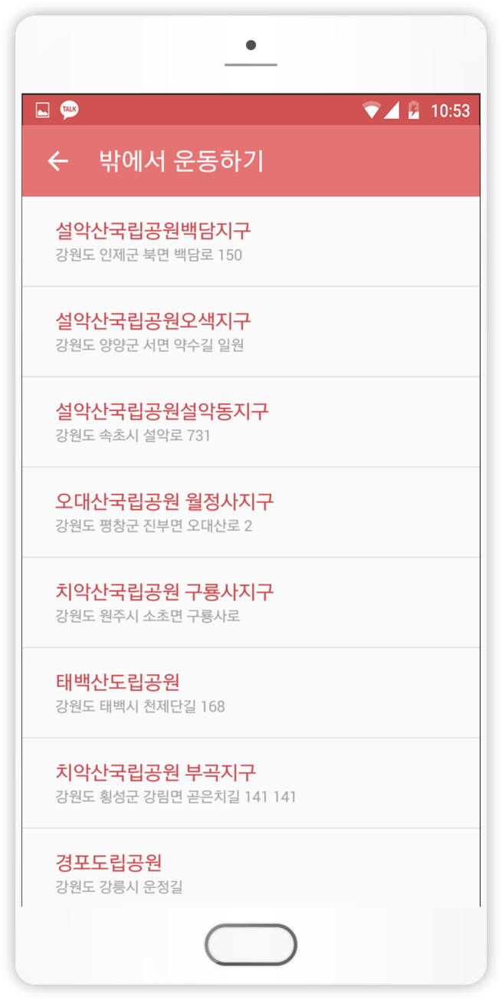 TALK
10:53
밖에서 운동하기
설악산국립공원백담지구
강원도 인제군 북면 백담로 150
설악산국립공원오색지구
강원도 양양군 서면 약수길 일원
설악산국립공원설악동지구
강원도 속초시 설악로 731
오대산국립공원 월정사지구
강원도 평창군 진부면 오대산로 2
치악산국립공원 구룡사지구
강원도 원주시 소초면 구룡사로
태백산도립공원
강원도 태백시 천제단길 168
치악산국립공원 부곡지구
강원도 횡성군 강림면 곧은치길 141 141
경포도립공원
강원도 강릉시 운정길